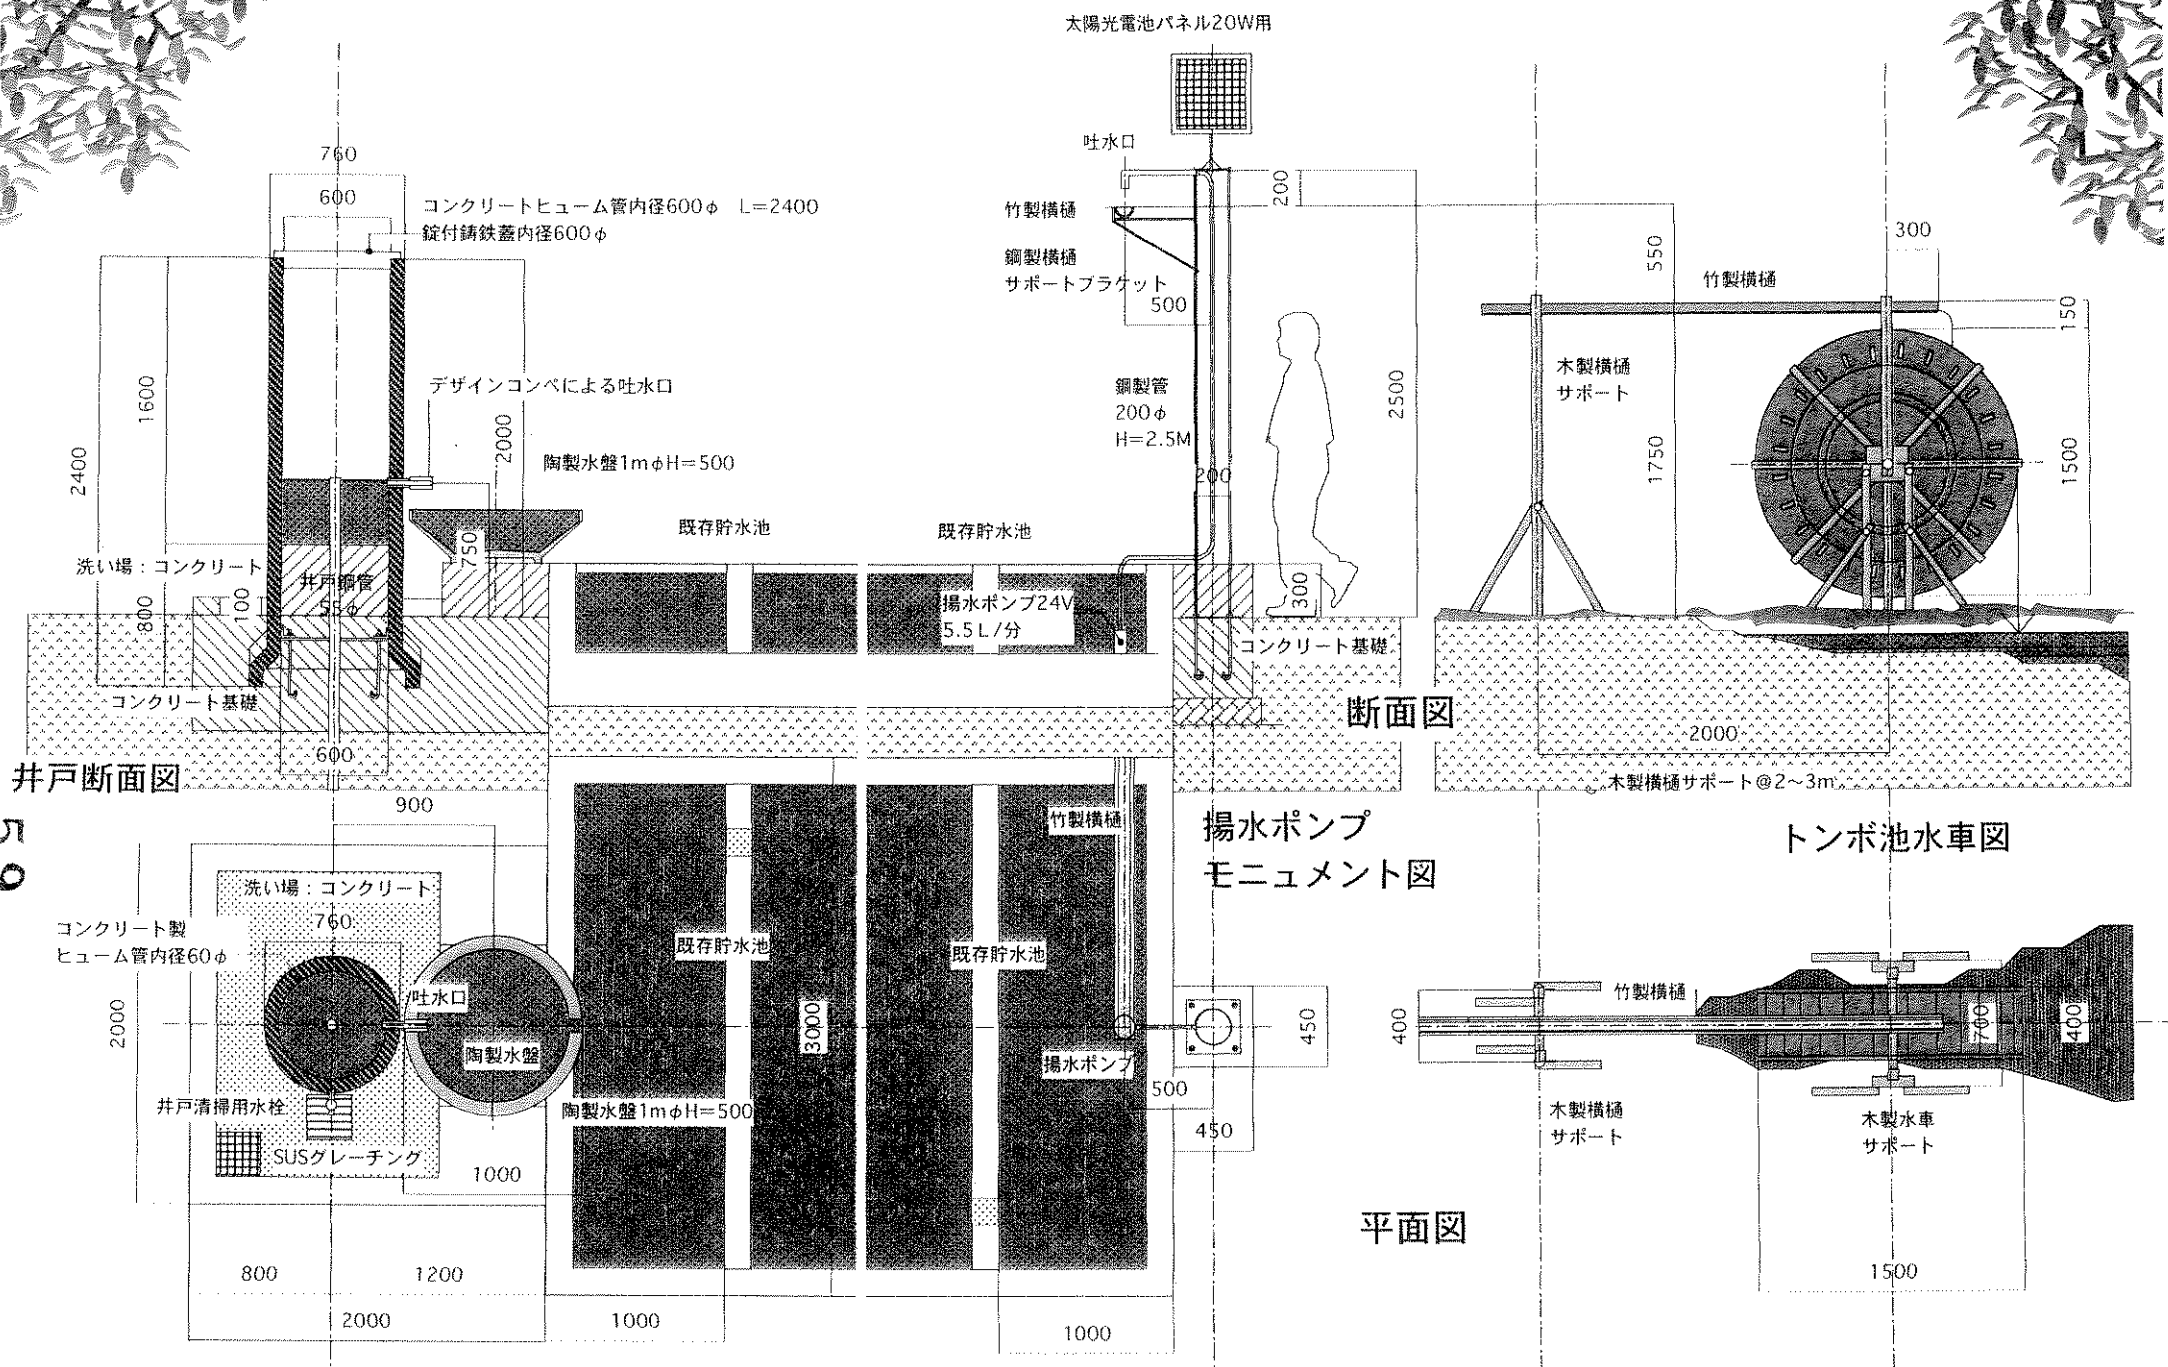 太陽光電池パネル20W用
吐水口
竹製横樋
鋼製横樋
サポートブラケット
500
200
鋼製管
200φ
H=2.5M
200
2500
300
760
600
コンクリートヒューム管内径600φ L=2400
錠付鋳鉄蓋内径600φ
1600
2400
デザインコンペによる吐水口
2000
陶製水盤1mφH=500
750
既存貯水池
既存貯水池
洗い場：コンクリート
井戸鋼管
55φ
100
800
揚水ポンプ24V
5.5L/分
コンクリート基礎
コンクリート基礎
600
井戸断面図
断面図
550
300
竹製横樋
150
木製横樋
サポート
1750
1500
2000
木製横樋サポート@2〜3m
揚水ポンプ
モニュメント図
トンボ池水車図
59
900
洗い場：コンクリート
760
コンクリート製
ヒューム管内径60φ
2000
吐水口
陶製水盤
井戸清掃用水栓
SUSグレーチング
陶製水盤1mφH=500
1000
800
1200
2000
竹製横樋
既存貯水池
既存貯水池
3000
揚水ポンプ
500
450
450
1000
1000
400
竹製横樋
700
400
木製横樋
サポート
木製水車
サポート
平面図
1500